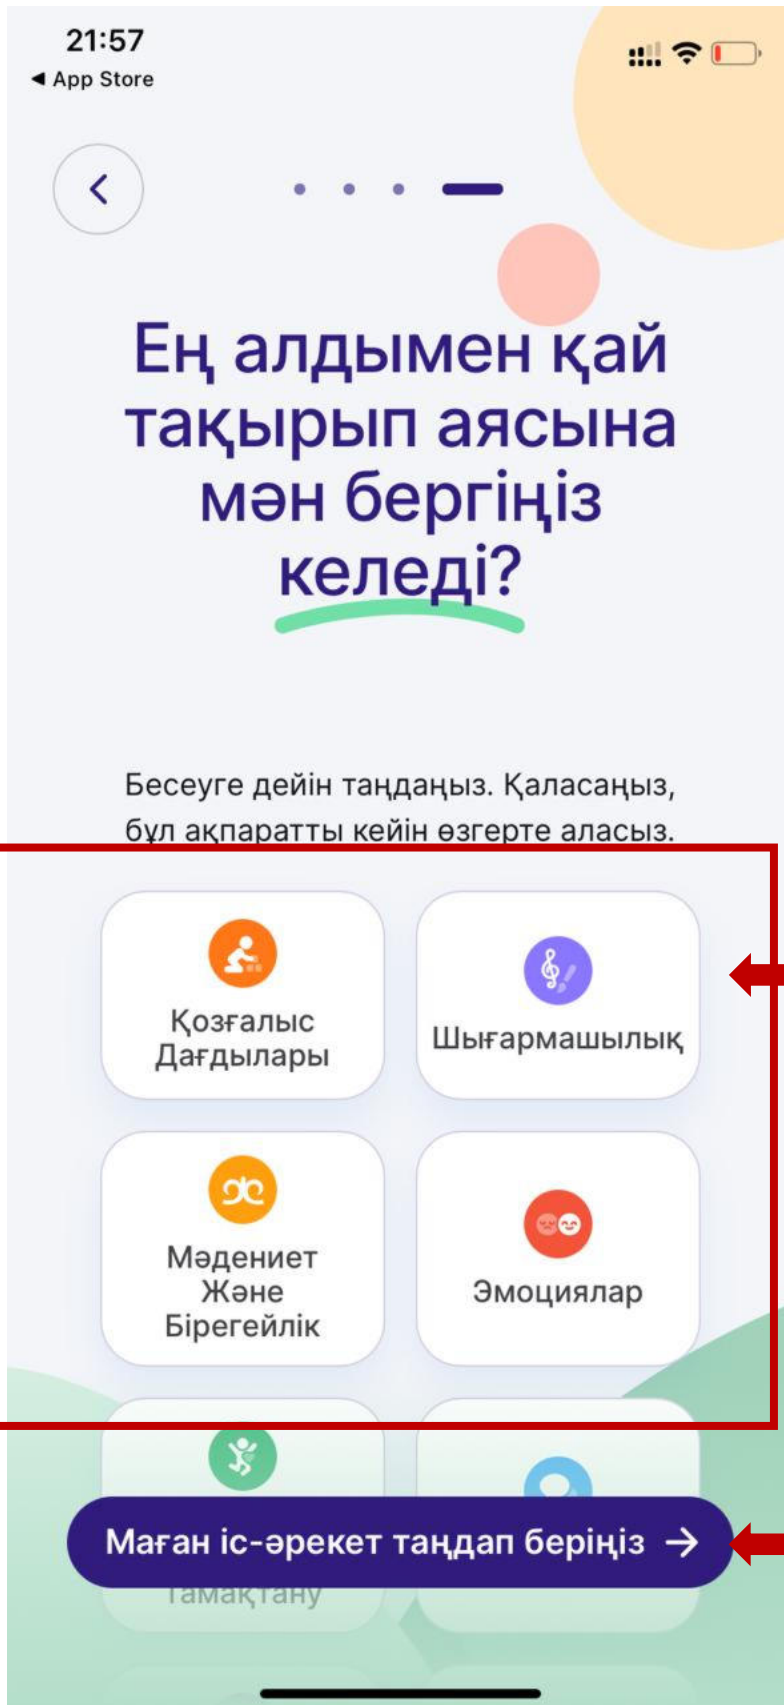 21:57
◀ App Store
Ең алдымен қай
тақырып аясына
мән бергіңіз
келеді?
Бесеуге дейін таңдаңыз. Қаласаңыз,
бұл ақпаратты кейін өзгерте аласыз.
Қозғалыс
Дағдылары
Шығармашылық
Мәдениет
Және
Бірегейлік
Эмоциялар
Маған іс-әрекет таңдап беріңіз →
Тамақтану